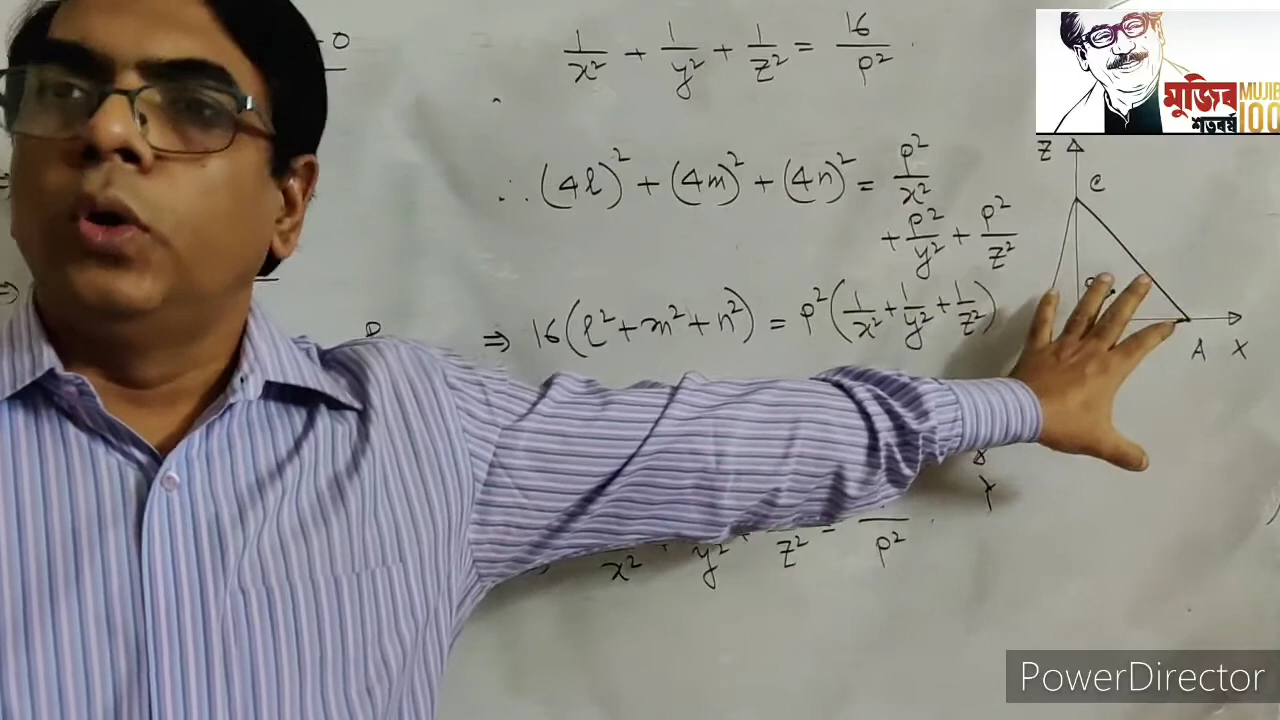 0
1/x² + 1/y² + 1/z² = 16/p²
∴ (4l)² + (4m)² + (4n)² = p²/x²
+ p²/y² + p²/z²
⇒ 16(l² + m² + n²) = p²(1/x² + 1/y² + 1/z²)
x² + y² + z² = p²
Z
C
A X
মুজিব MUJIB
শতবর্ষ 100
PowerDirector